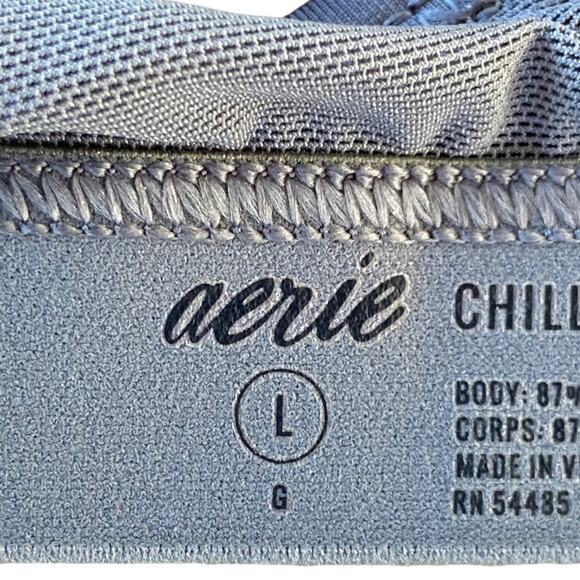 aerie CHILL
L
G
BODY: 87%
CORPS: 87
MADE IN V
RN 54485